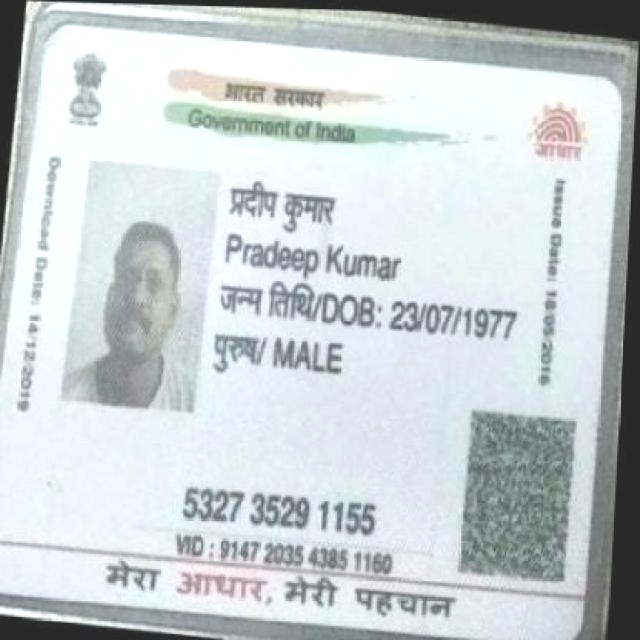 भारत सरकार
Government of India
आधार
Download Date: 14/12/2019
Issue Date: 16/05/2016
प्रदीप कुमार
Pradeep Kumar
जन्म तिथि/DOB: 23/07/1977
पुरुष/ MALE
5327 3529 1155
VID : 9147 2035 4385 1160
मेरा आधार, मेरी पहचान